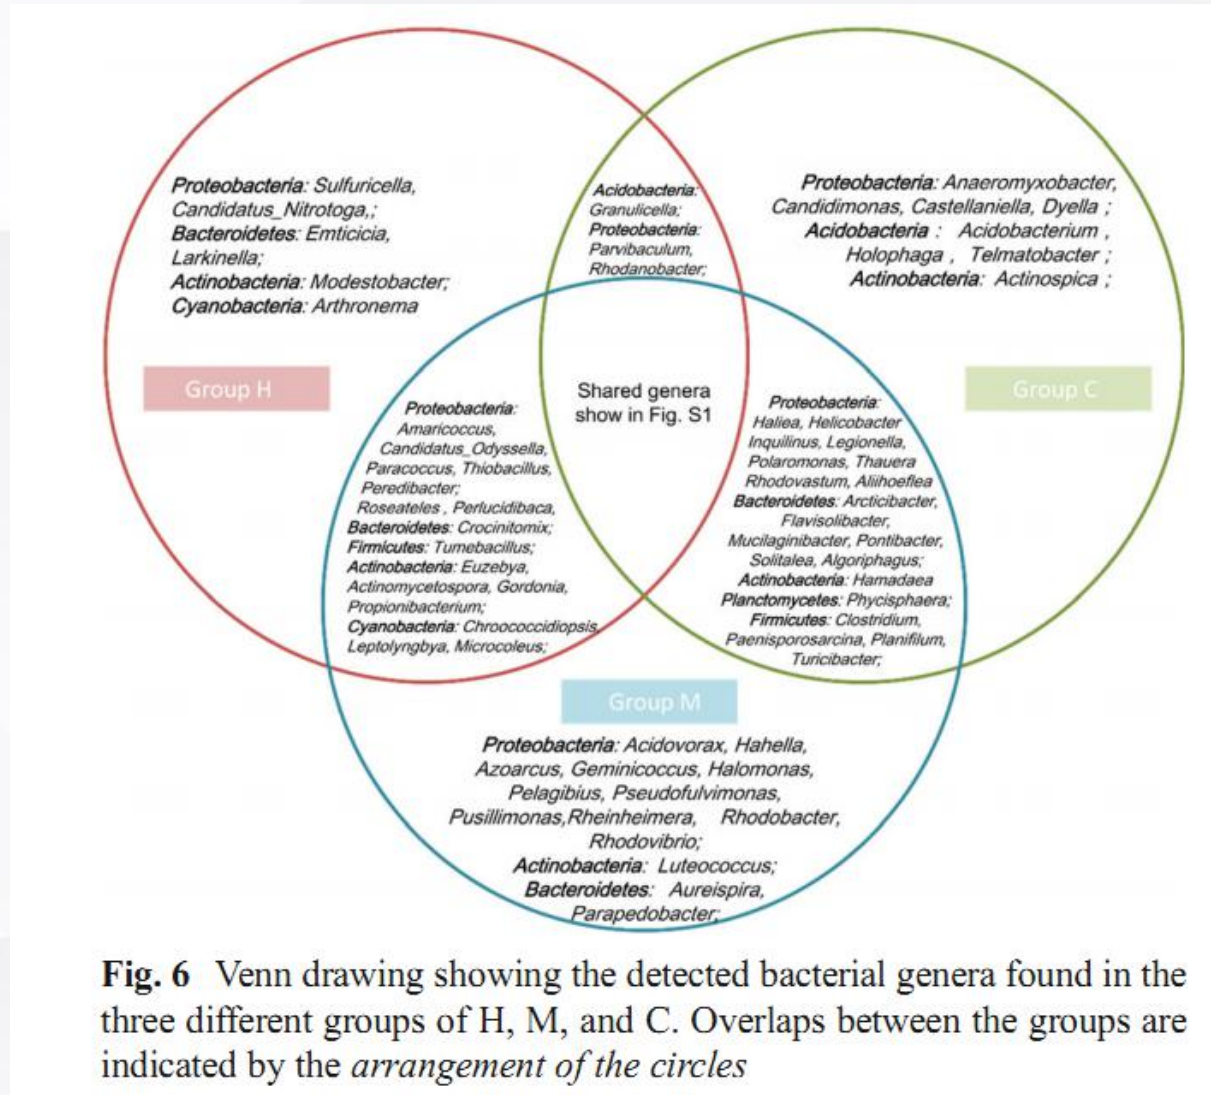 Proteobacteria: Sulfuricella,
Candidatus_Nitrotoga,;
Bacteroidetes: Emticicia,
Larkinella;
Actinobacteria: Modestobacter;
Cyanobacteria: Arthronema
Group H
Acidobacteria:
Granulicella;
Proteobacteria:
Parvibaculum,
Rhodanobacter;
Proteobacteria: Anaeromyxobacter,
Candidimonas, Castellaniella, Dyella ;
Acidobacteria : Acidobacterium ,
Holophaga , Telmatobacter ;
Actinobacteria: Actinospica ;
Group C
Shared genera
show in Fig. S1
Proteobacteria:
Amaricoccus,
Candidatus_Odyssella,
Paracoccus, Thiobacillus,
Peredibacter;
Roseateles , Perlucidibaca,
Bacteroidetes: Crocinitomix;
Firmicutes: Tumebacillus;
Actinobacteria: Euzebya,
Actinomycetospora, Gordonia,
Propionibacterium;
Cyanobacteria: Chroococcidiopsis,
Leptolyngbya, Microcoleus;
Proteobacteria:
Haliea, Helicobacter
Inquilinus, Legionella,
Polaromonas, Thauera
Rhodovastum, Aliihoeflea
Bacteroidetes: Arcticibacter,
Flavisolibacter,
Mucilaginibacter, Pontibacter,
Solitalea, Algoriphagus;
Actinobacteria: Hamadaea
Planctomycetes: Phycisphaera;
Firmicutes: Clostridium,
Paenisporosarcina, Planifilum,
Turicibacter;
Group M
Proteobacteria: Acidovorax, Hahella,
Azoarcus, Geminicoccus, Halomonas,
Pelagibius, Pseudofulvimonas,
Pusillimonas,Rheinheimera, Rhodobacter,
Rhodovibrio;
Actinobacteria: Luteococcus;
Bacteroidetes: Aureispira,
Parapedobacter;
Fig. 6 Venn drawing showing the detected bacterial genera found in the
three different groups of H, M, and C. Overlaps between the groups are
indicated by the arrangement of the circles